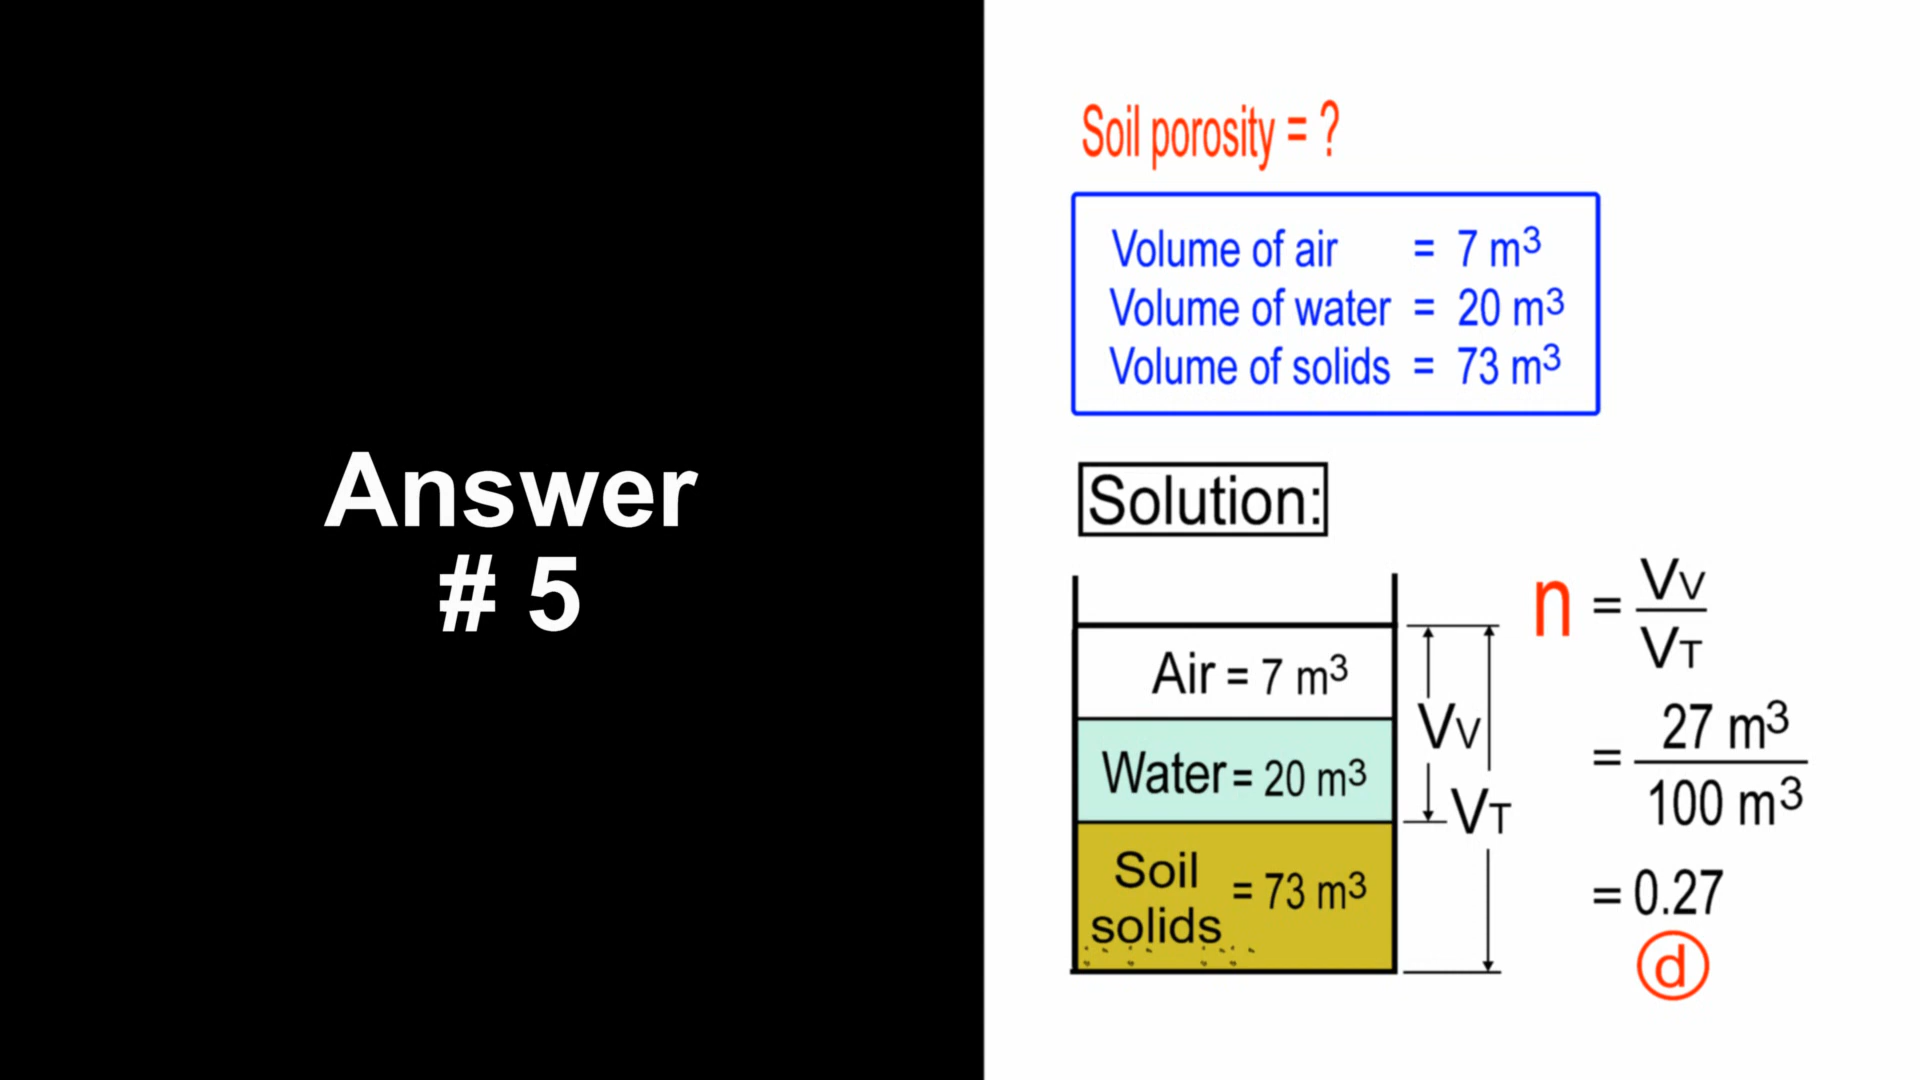 Answer
# 5
Soil porosity = ?
Volume of air = 7 m³
Volume of water = 20 m³
Volume of solids = 73 m³
Solution:
Air = 7 m³
Water = 20 m³
Soil solids = 73 m³
Vv
VT
n = Vv / VT
= 27 m³ / 100 m³
= 0.27
d